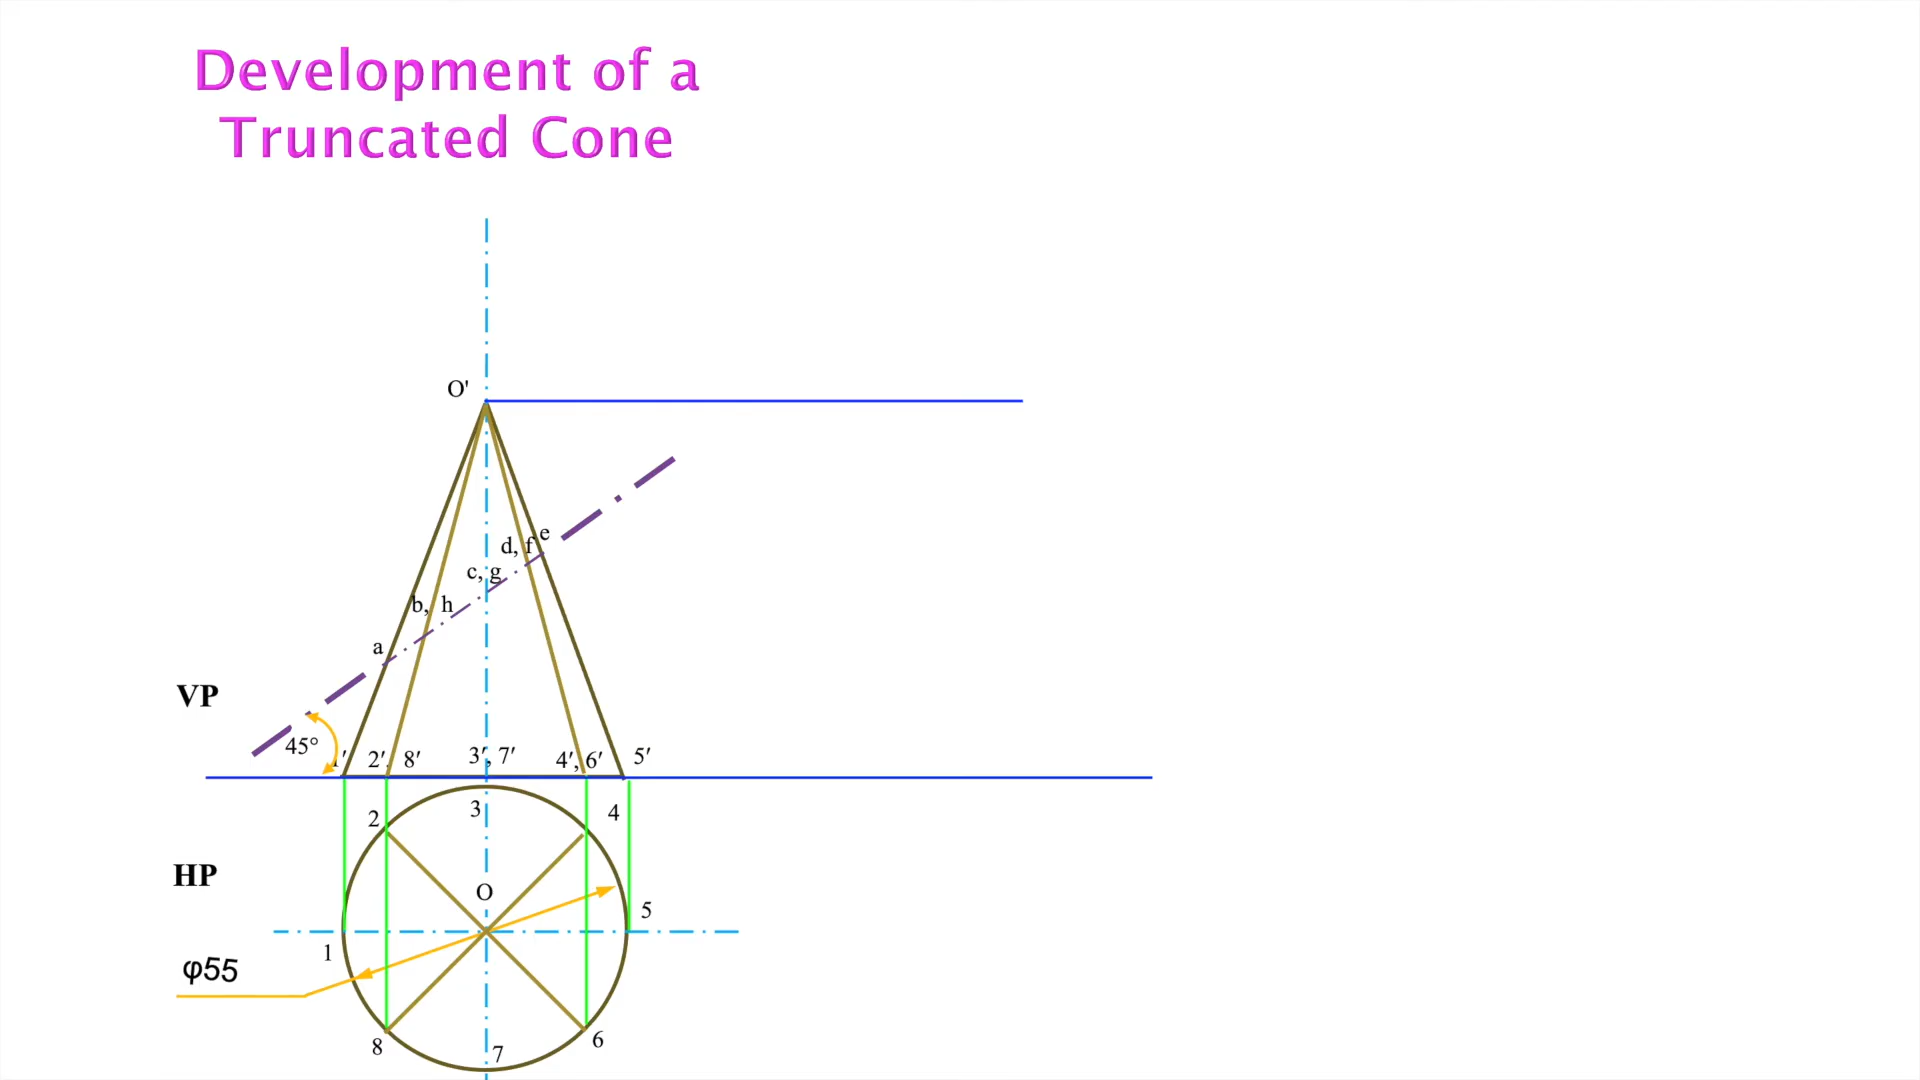 Development of a
Truncated Cone
O'
e
d, f
c, g
b, h
a
VP
45°
1′ 2′, 8′ 3′, 7′ 4′, 6′ 5′
3
2 4
HP
O
5
1
φ55
8 7 6